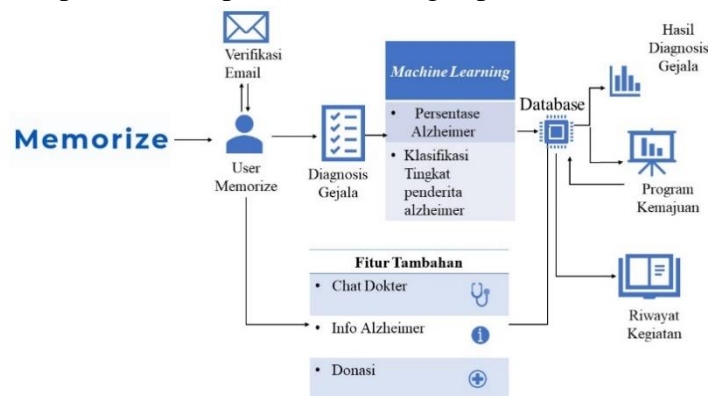 Verifikasi
Email
Memorize
User
Memorize
Diagnosis
Gejala
Machine Learning
• Persentase
Alzheimer
• Klasifikasi
Tingkat
penderita
alzheimer
Database
Hasil
Diagnosis
Gejala
Program
Kemajuan
Riwayat
Kegiatan
Fitur Tambahan
• Chat Dokter
• Info Alzheimer
• Donasi